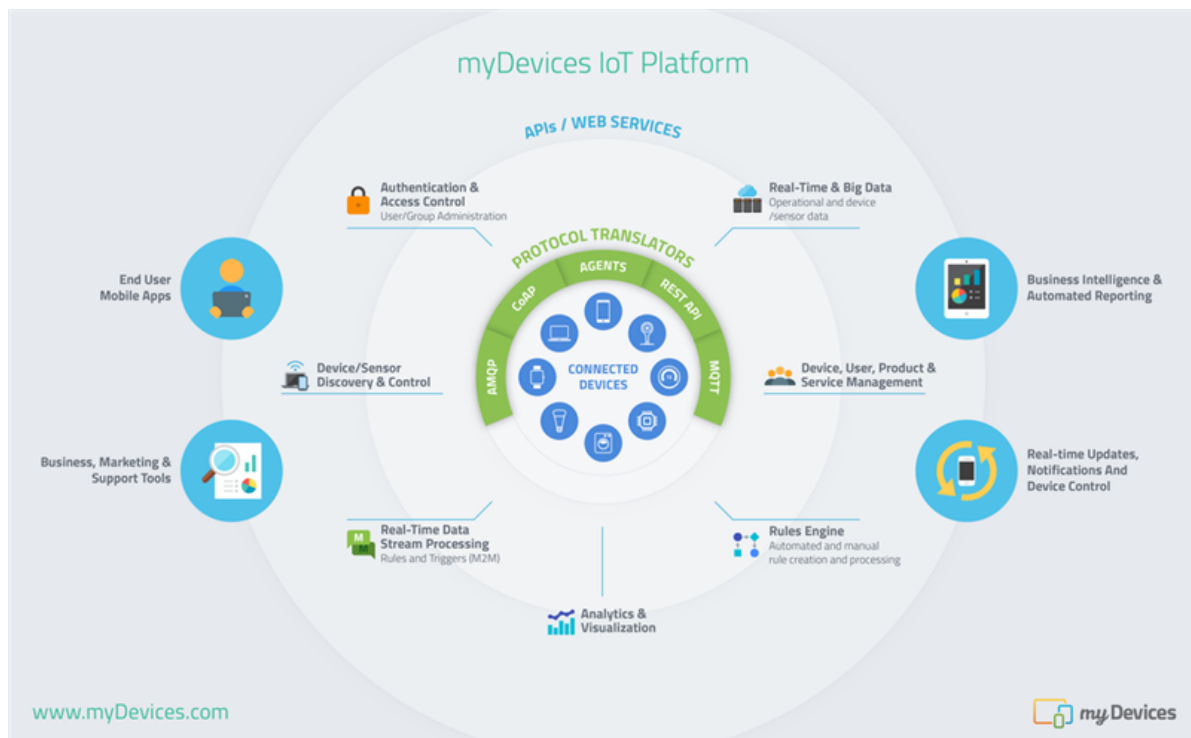 myDevices IoT Platform
APIs / WEB SERVICES
Authentication &
Access Control
User/Group Administration
Real-Time & Big Data
Operational and device
/sensor data
PROTOCOL TRANSLATORS
AMQP
CoAP
AGENTS
REST API
MQTT
CONNECTED
DEVICES
End User
Mobile Apps
Business Intelligence &
Automated Reporting
Device/Sensor
Discovery & Control
Device, User, Product &
Service Management
Business, Marketing &
Support Tools
Real-time Updates,
Notifications And
Device Control
M
M
Real-Time Data
Stream Processing
Rules and Triggers (M2M)
Rules Engine
Automated and manual
rule creation and processing
Analytics &
Visualization
www.myDevices.com
myDevices